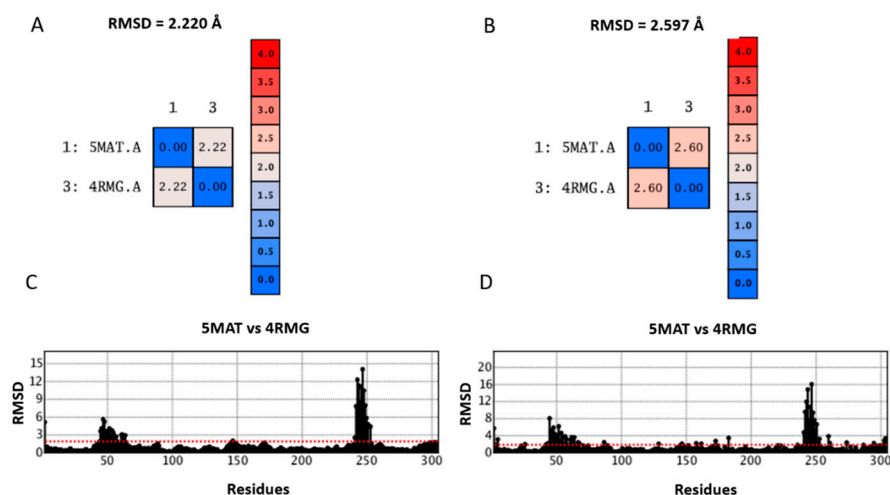 A
RMSD = 2.220 Å
4.0
3.5
3.0
2.5
2.0
1.5
1.0
0.5
0.0
1 3
1: 5MAT.A 0.00 2.22
3: 4RMG.A 2.22 0.00
B
RMSD = 2.597 Å
4.0
3.5
3.0
2.5
2.0
1.5
1.0
0.5
0.0
1 3
1: 5MAT.A 0.00 2.60
3: 4RMG.A 2.60 0.00
C
5MAT vs 4RMG
RMSD
15
12
9
6
3
0
50 100 150 200 250 300
Residues
D
5MAT vs 4RMG
RMSD
20
16
12
8
4
0
50 100 150 200 250 300
Residues